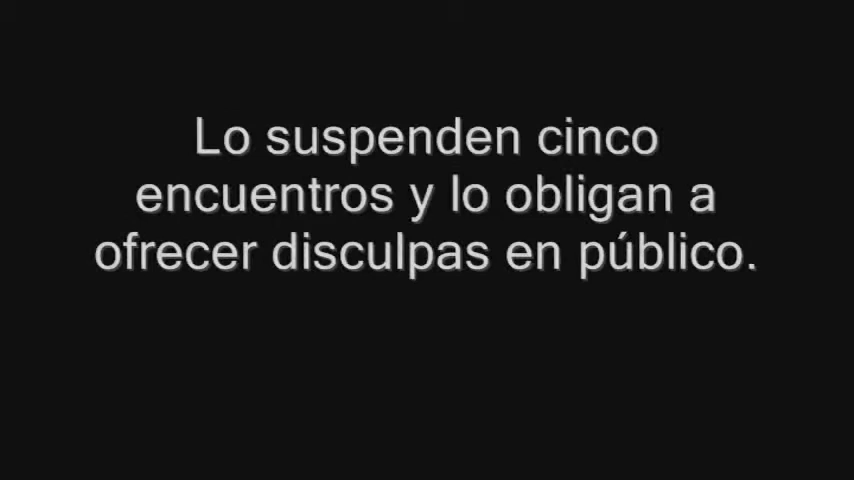 Lo suspenden cinco
encuentros y lo obligan a
ofrecer disculpas en público.